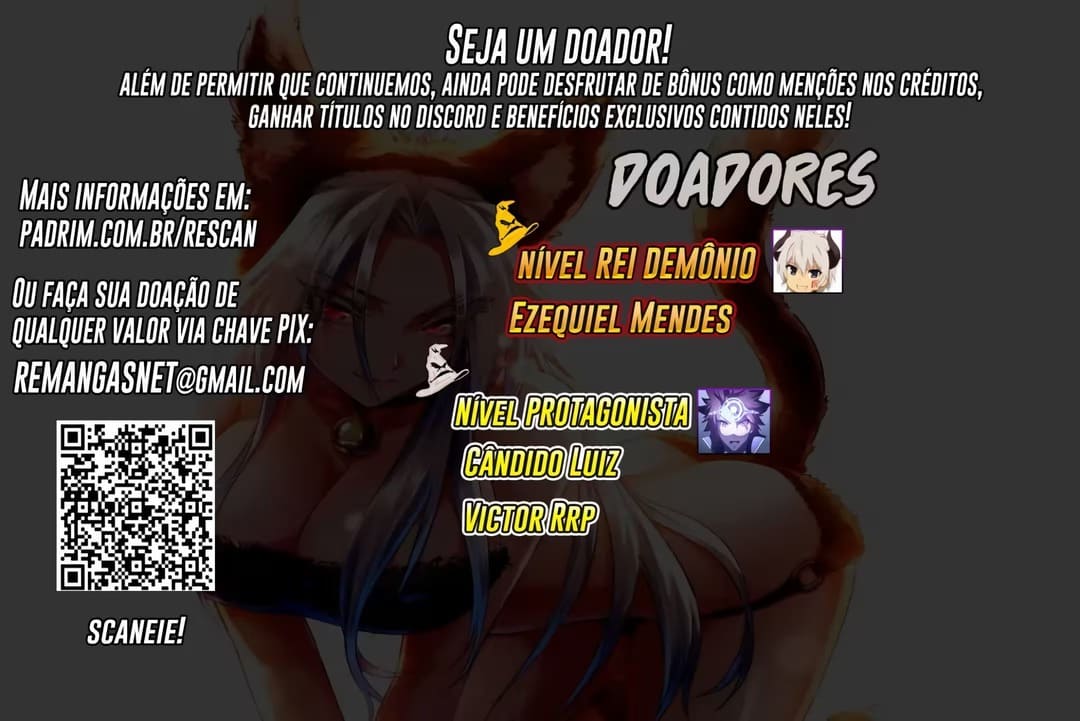 SEJA UM DOADOR!
ALÉM DE PERMITIR QUE CONTINUEMOS, AINDA PODE DESFRUTAR DE BÔNUS COMO MENÇÕES NOS CRÉDITOS,
GANHAR TÍTULOS NO DISCORD E BENEFÍCIOS EXCLUSIVOS CONTIDOS NELES!
MAIS INFORMAÇÕES EM:
PADRIM.COM.BR/RESCAN
OU FAÇA SUA DOAÇÃO DE
QUALQUER VALOR VIA CHAVE PIX:
REMANGASNET@GMAIL.COM
SCANEIE!
DOADORES
NÍVEL REI DEMÔNIO
EZEQUIEL MENDES
NÍVEL PROTAGONISTA
CÂNDIDO LUIZ
VICTOR RRP